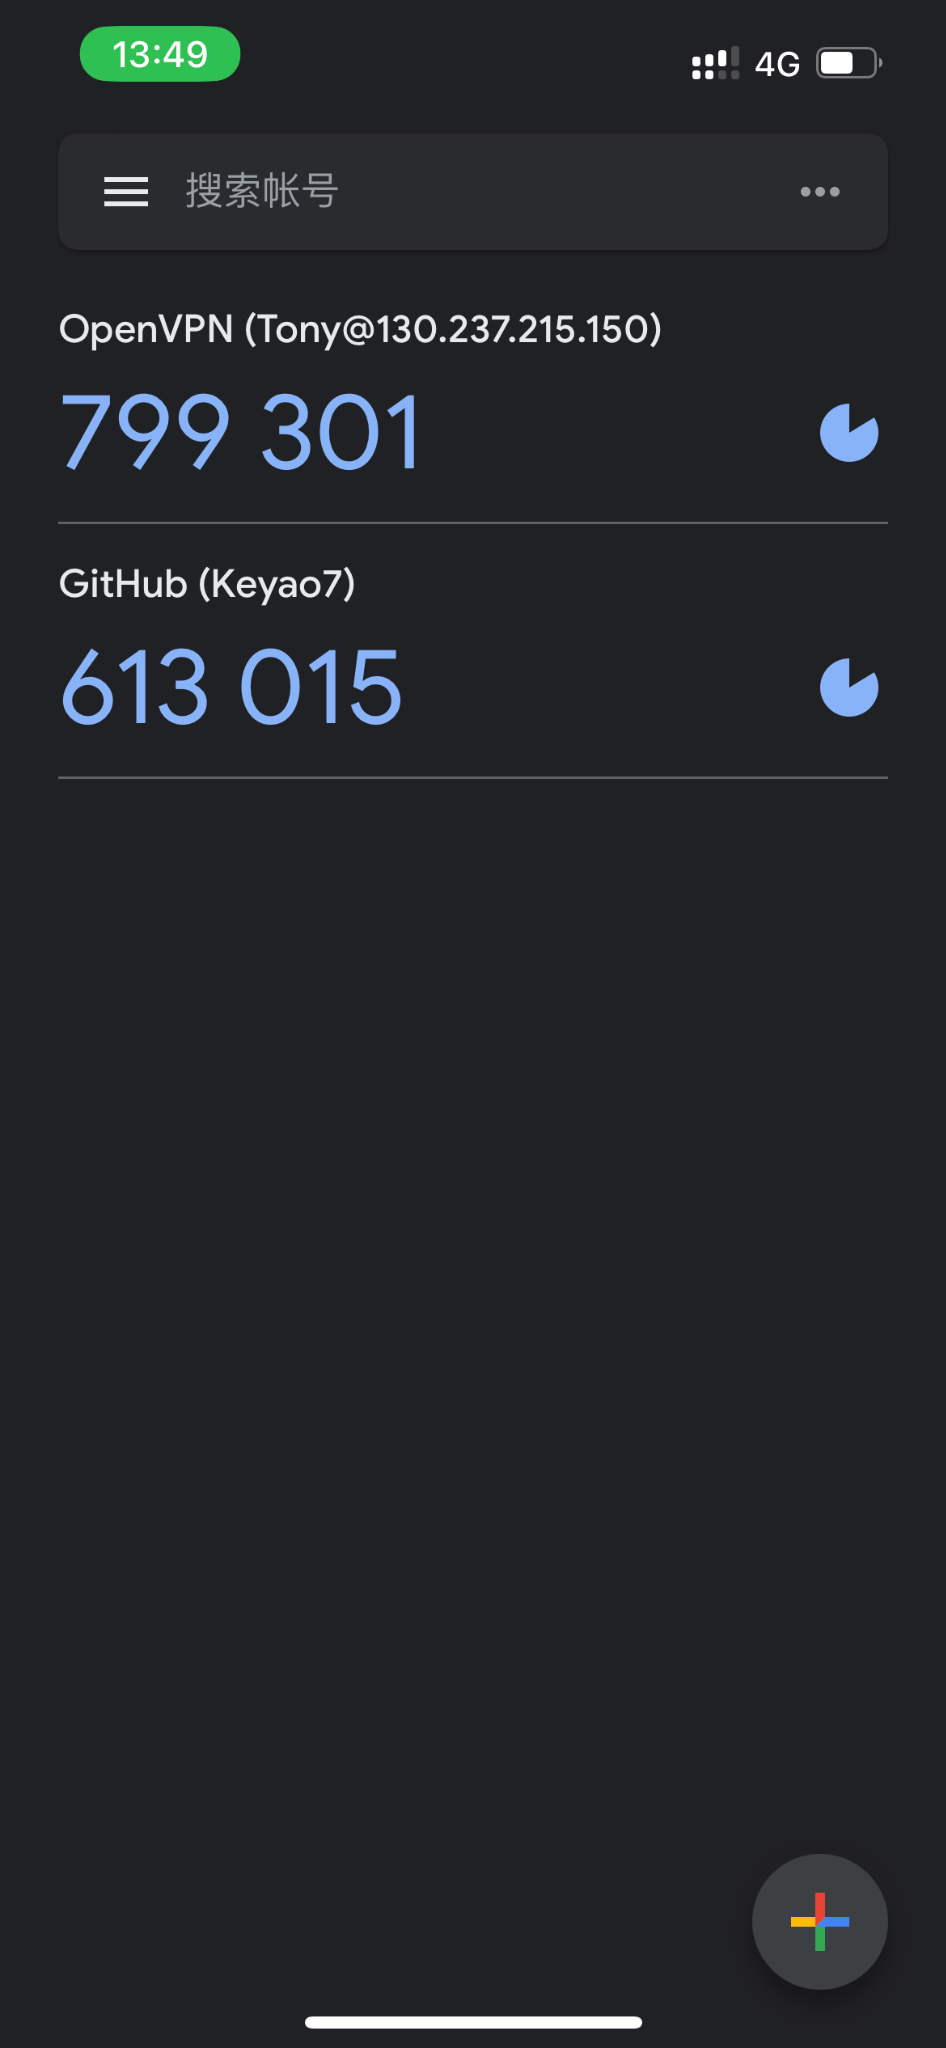 13:49
4G
搜索帐号
OpenVPN (Tony@130.237.215.150)
799 301
GitHub (Keyao7)
613 015